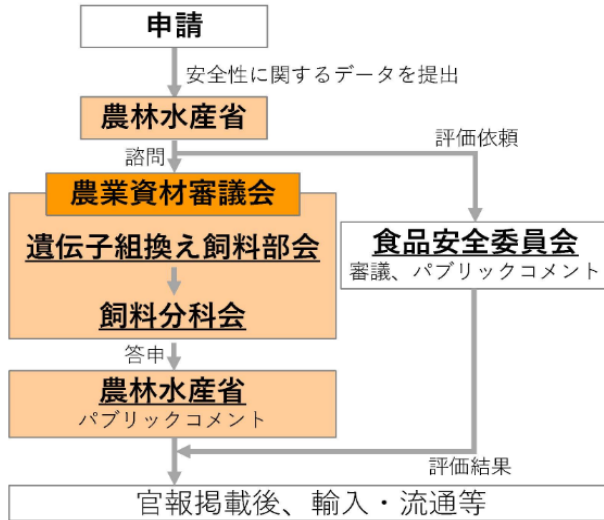 申請
安全性に関するデータを提出
農林水産省
諮問
評価依頼
農業資材審議会
遺伝子組換え飼料部会
飼料分科会
食品安全委員会
審議、パブリックコメント
答申
農林水産省
パブリックコメント
評価結果
官報掲載後、輸入・流通等